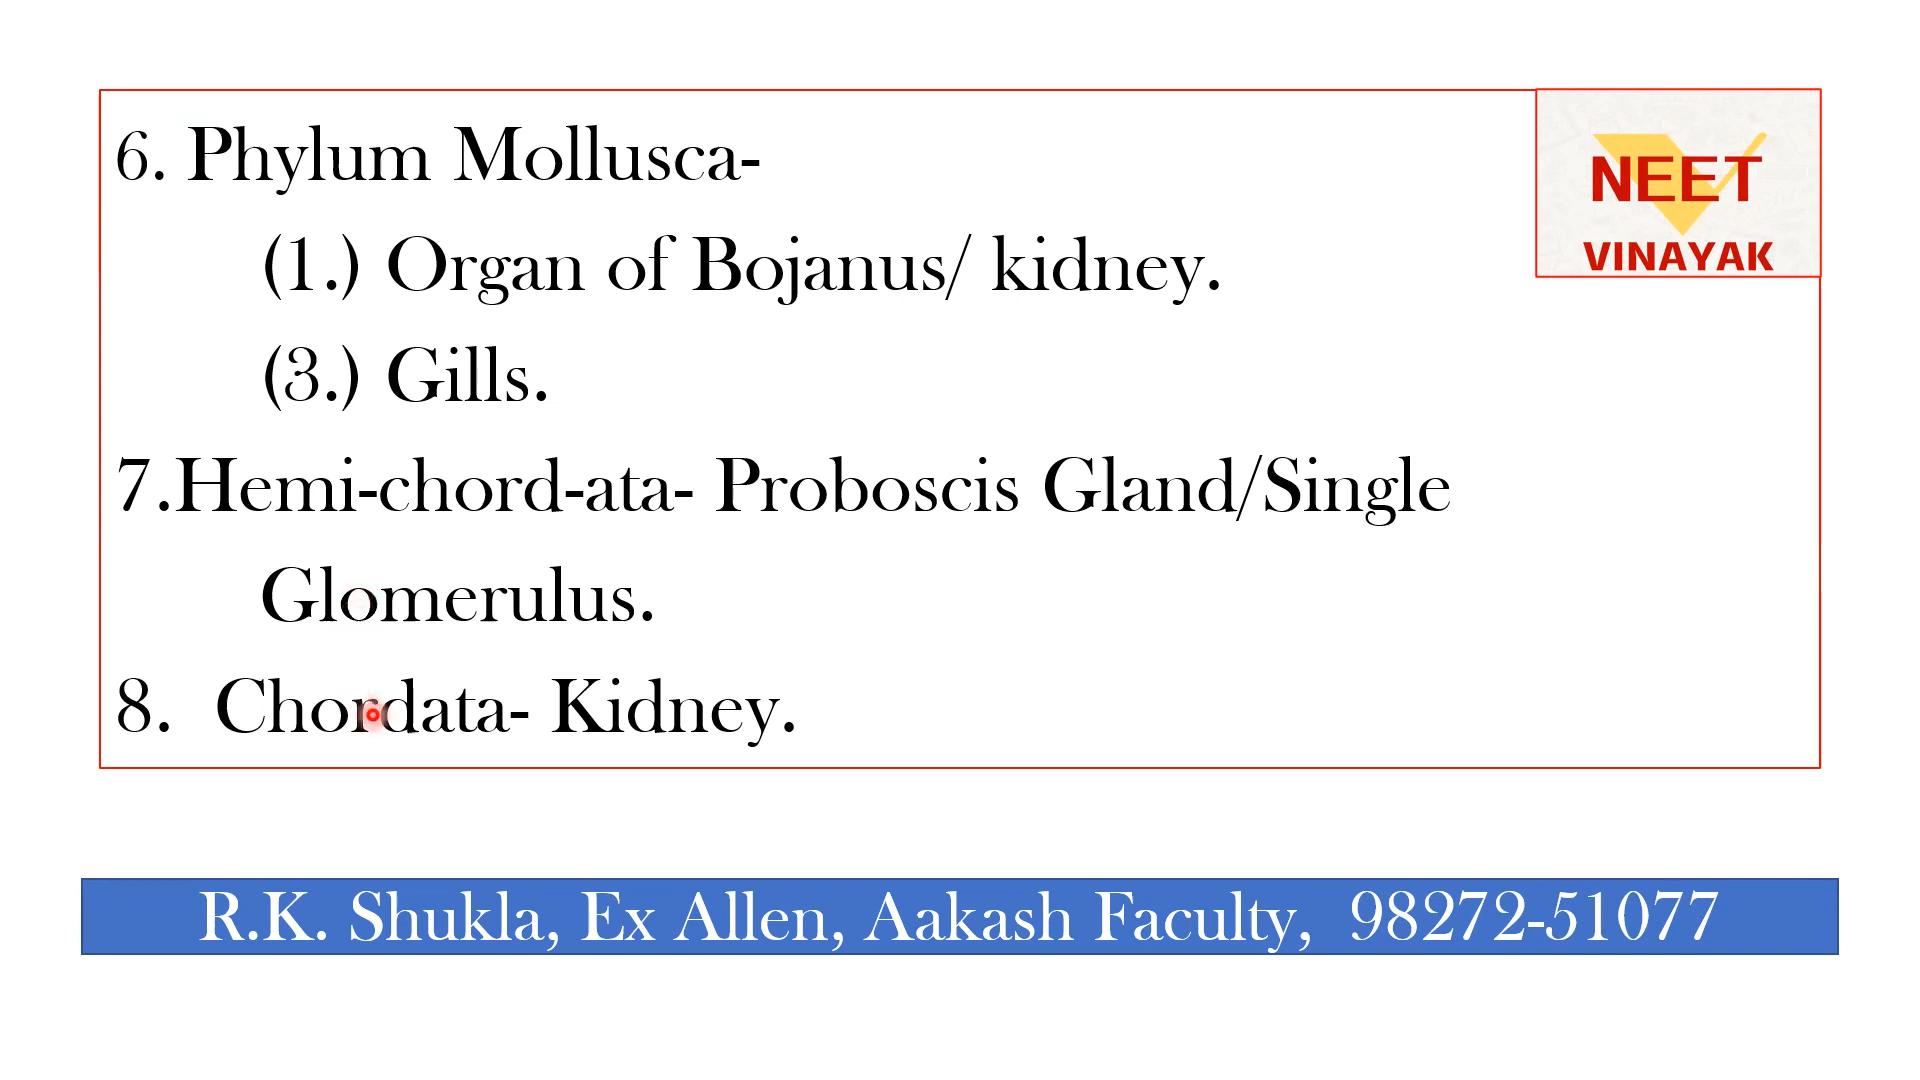 6. Phylum Mollusca-
NEET
VINAYAK
(1.) Organ of Bojanus/ kidney.
(3.) Gills.
7.Hemi-chord-ata- Proboscis Gland/Single
Glomerulus.
8. Chordata- Kidney.
R.K. Shukla, Ex Allen, Aakash Faculty, 98272-51077